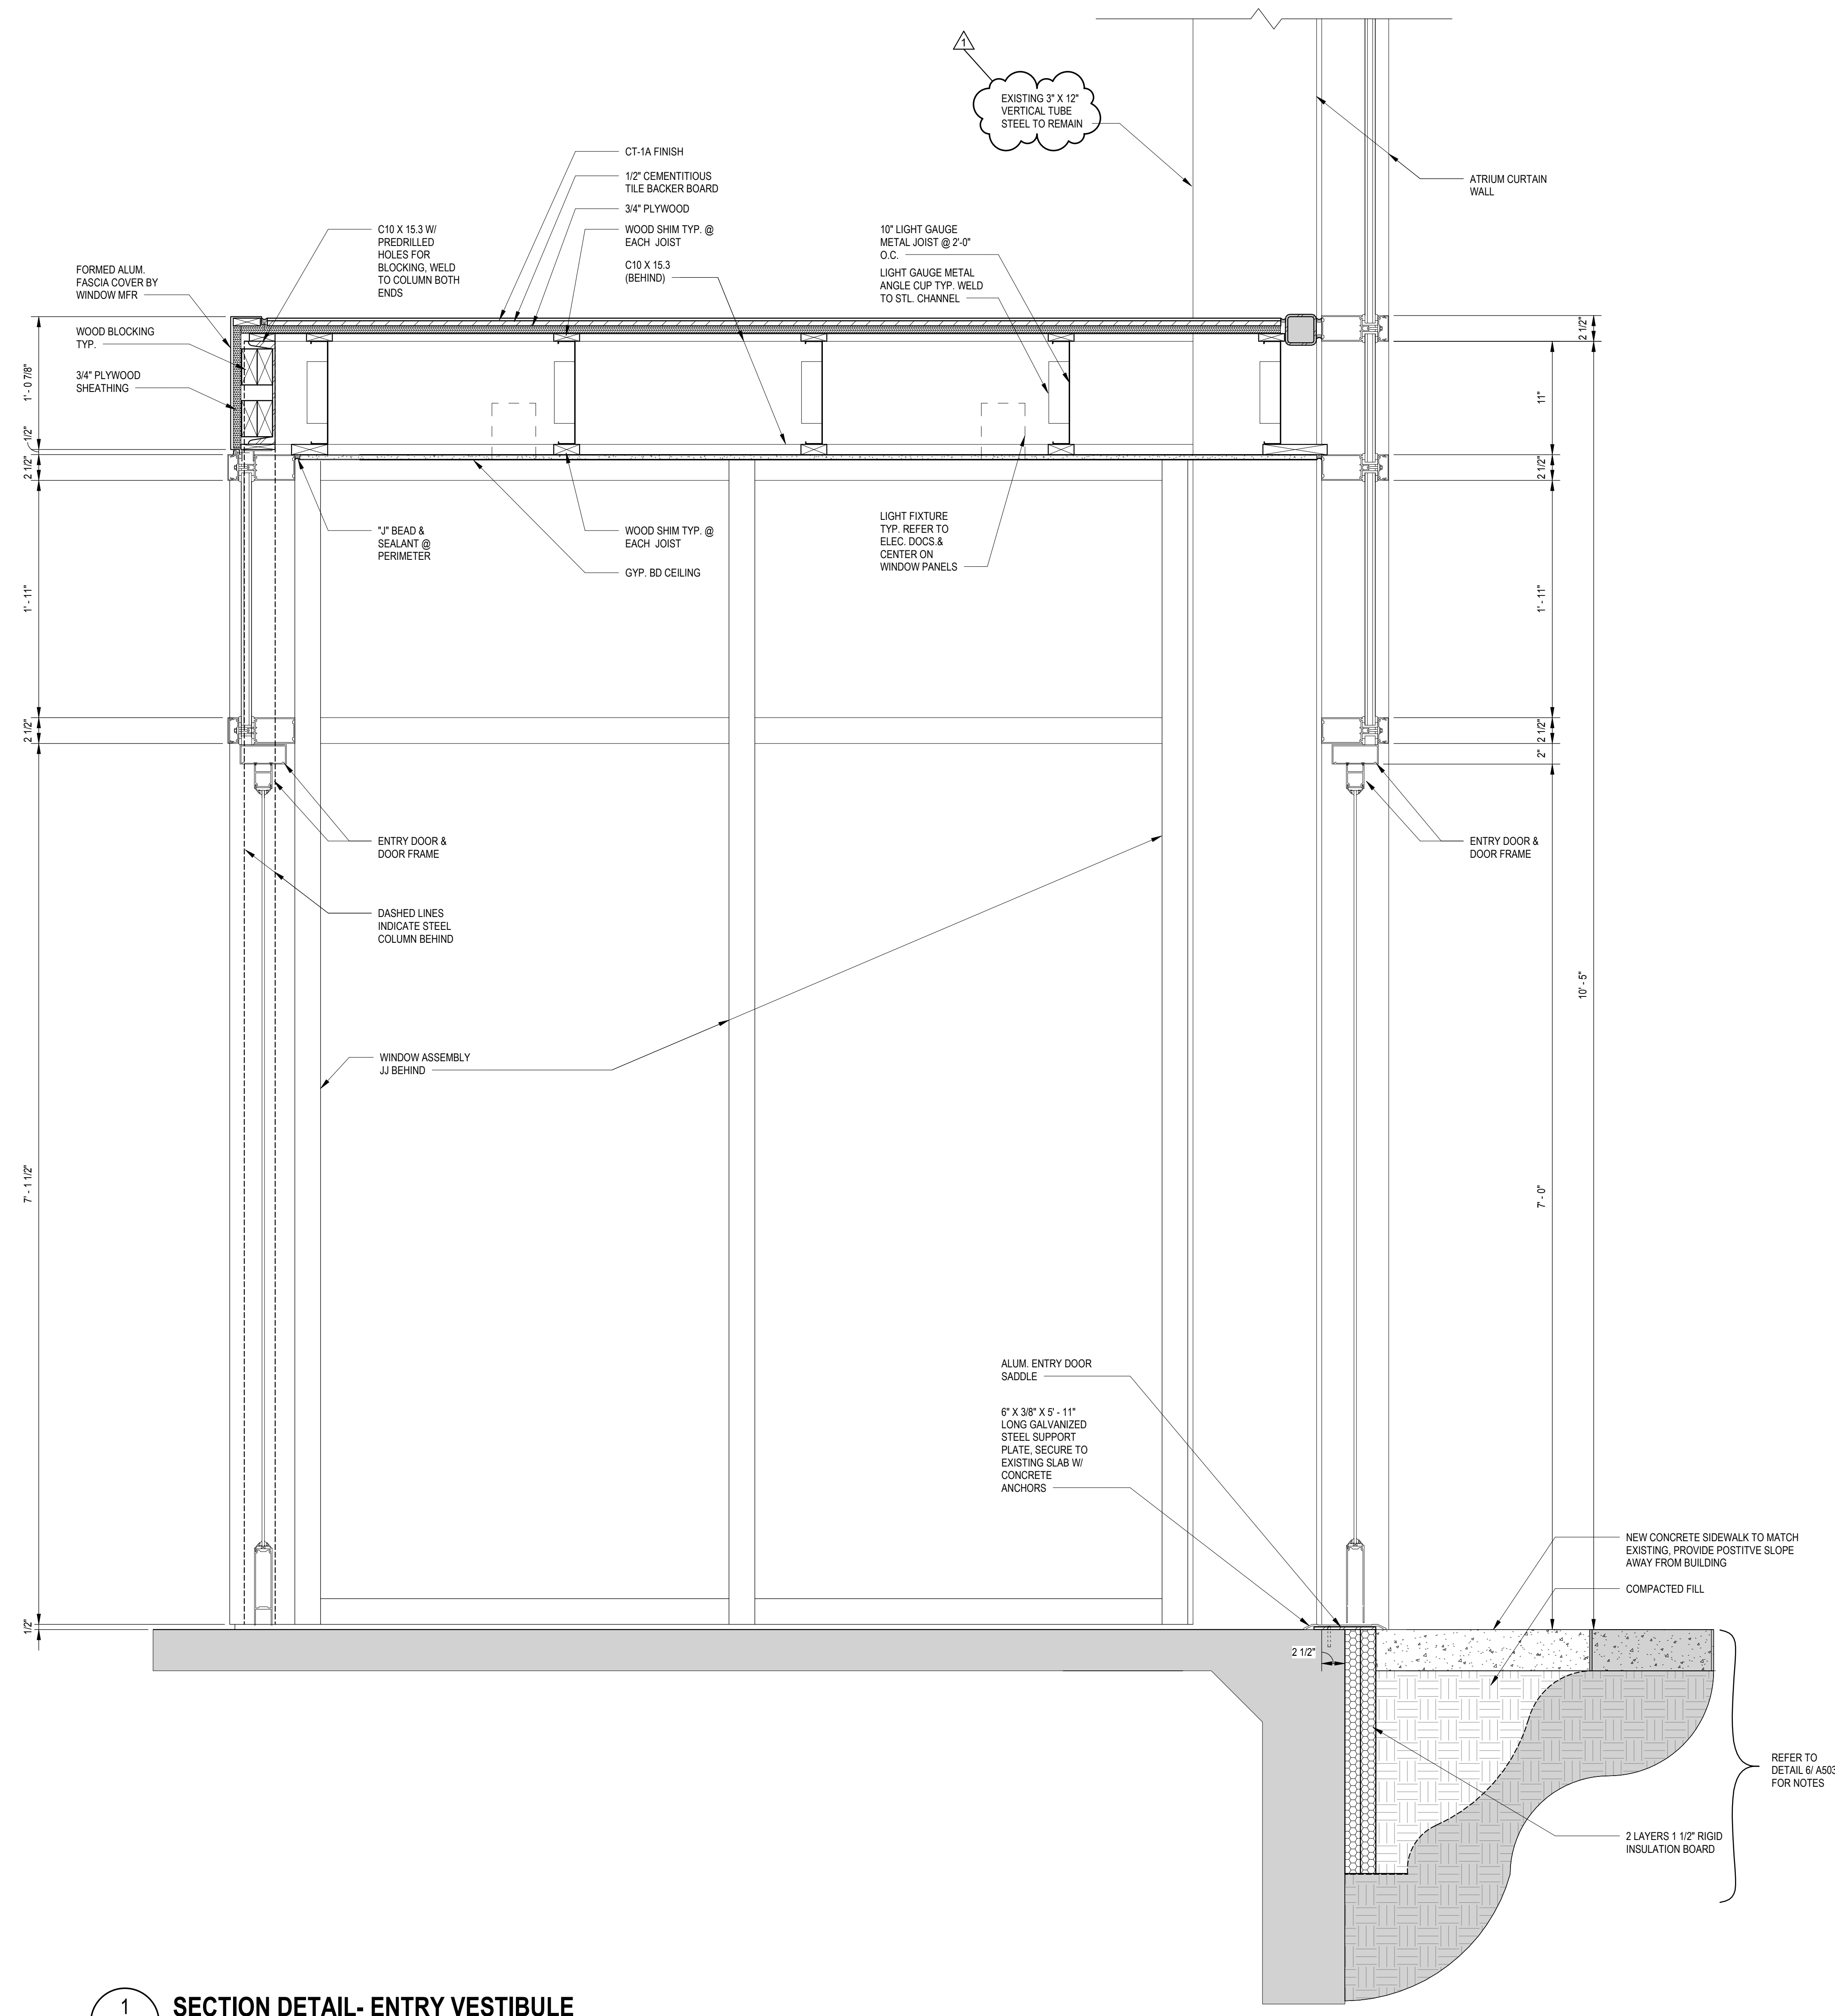 1
EXISTING 3" X 12"
VERTICAL TUBE
STEEL TO REMAIN
CT-1A FINISH
1/2" CEMENTITIOUS
TILE BACKER BOARD
3/4" PLYWOOD
WOOD SHIM TYP. @
EACH JOIST
C10 X 15.3
(BEHIND)
C10 X 15.3 W/
PREDRILLED
HOLES FOR
BLOCKING, WELD
TO COLUMN BOTH
ENDS
FORMED ALUM.
FASCIA COVER BY
WINDOW MFR
WOOD BLOCKING
TYP.
3/4" PLYWOOD
SHEATHING
10" LIGHT GAUGE
METAL JOIST @ 2'-0"
O.C.
LIGHT GAUGE METAL
ANGLE CUP TYP. WELD
TO STL. CHANNEL
ATRIUM CURTAIN
WALL
1' - 0 7/8"
1/2"
2 1/2"
1' - 11"
2 1/2"
7' - 1 1/2"
1/2"
2 1/2"
11"
2 1/2"
1' - 11"
2 1/2"
2"
7' - 0"
10' - 5"
"J" BEAD &
SEALANT @
PERIMETER
WOOD SHIM TYP. @
EACH JOIST
GYP. BD CEILING
LIGHT FIXTURE
TYP. REFER TO
ELEC. DOCS.&
CENTER ON
WINDOW PANELS
ENTRY DOOR &
DOOR FRAME
ENTRY DOOR &
DOOR FRAME
DASHED LINES
INDICATE STEEL
COLUMN BEHIND
WINDOW ASSEMBLY
JJ BEHIND
ALUM. ENTRY DOOR
SADDLE
6" X 3/8" X 5' - 11"
LONG GALVANIZED
STEEL SUPPORT
PLATE, SECURE TO
EXISTING SLAB W/
CONCRETE
ANCHORS
2 1/2"
NEW CONCRETE SIDEWALK TO MATCH
EXISTING, PROVIDE POSTITVE SLOPE
AWAY FROM BUILDING
COMPACTED FILL
REFER TO
DETAIL 6/ A503
FOR NOTES
2 LAYERS 1 1/2" RIGID
INSULATION BOARD
1
SECTION DETAIL- ENTRY VESTIBULE